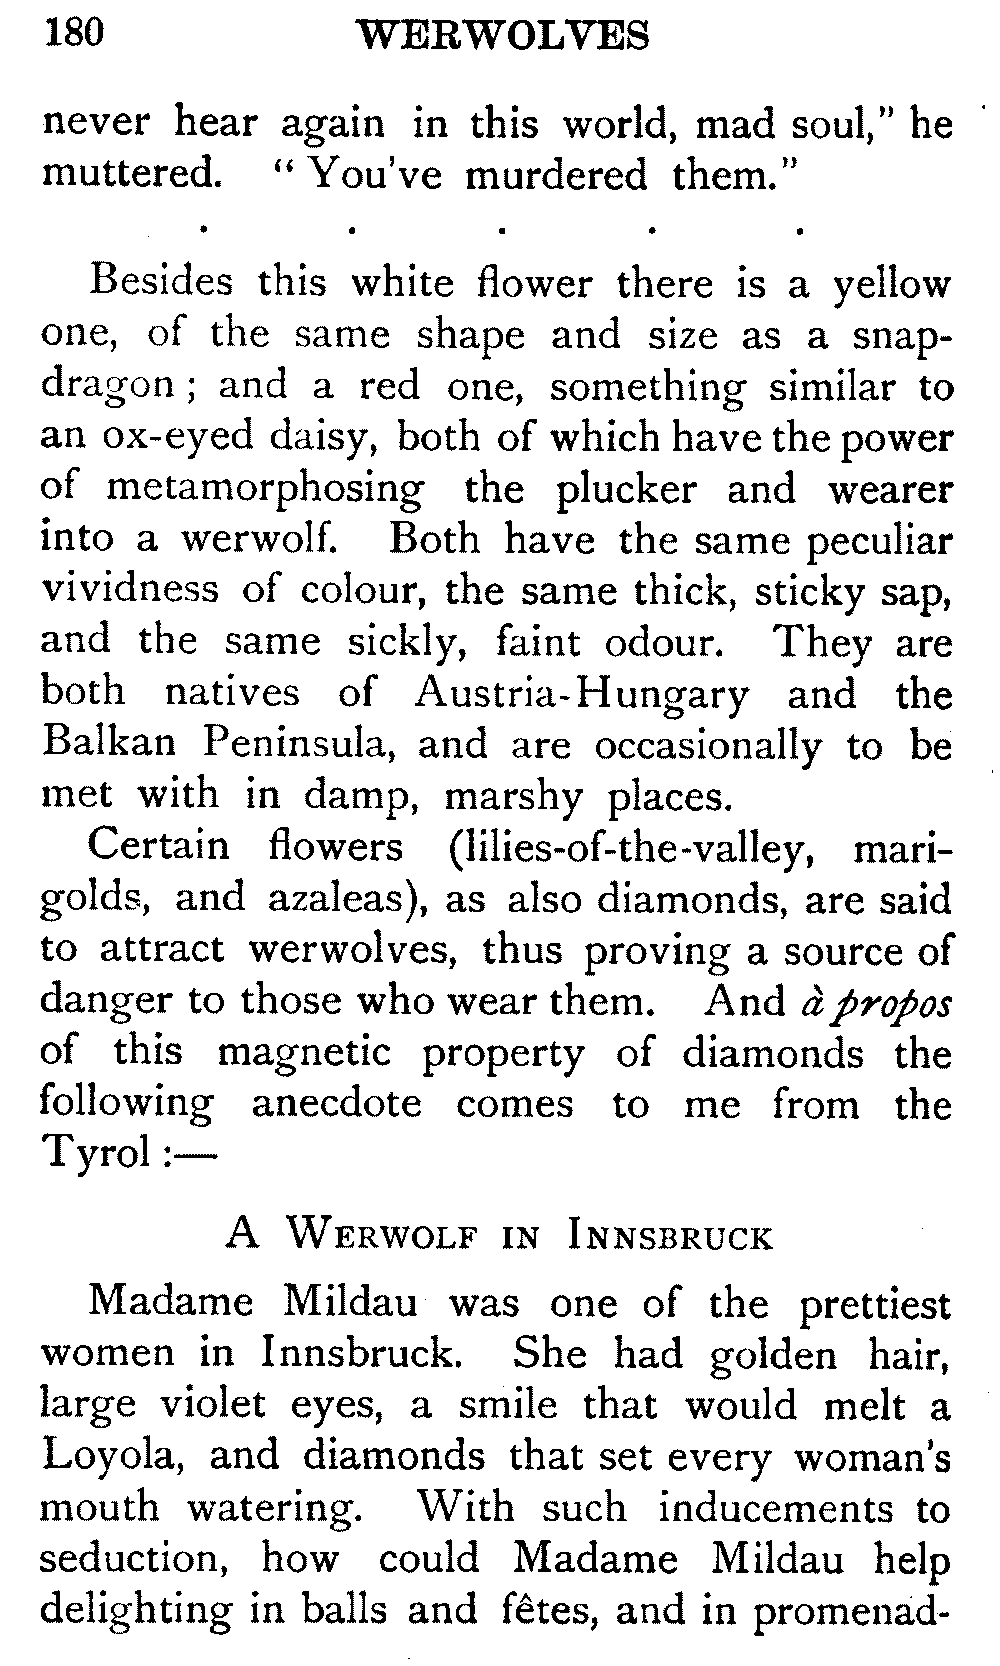 180 WERWOLVES
never hear again in this world, mad soul," he
muttered. "You've murdered them."
. . . . .
Besides this white flower there is a yellow
one, of the same shape and size as a snap-
dragon ; and a red one, something similar to
an ox-eyed daisy, both of which have the power
of metamorphosing the plucker and wearer
into a werwolf. Both have the same peculiar
vividness of colour, the same thick, sticky sap,
and the same sickly, faint odour. They are
both natives of Austria-Hungary and the
Balkan Peninsula, and are occasionally to be
met with in damp, marshy places.
Certain flowers (lilies-of-the-valley, mari-
golds, and azaleas), as also diamonds, are said
to attract werwolves, thus proving a source of
danger to those who wear them. And à propos
of this magnetic property of diamonds the
following anecdote comes to me from the
Tyrol :—
A WERWOLF IN INNSBRUCK
Madame Mildau was one of the prettiest
women in Innsbruck. She had golden hair,
large violet eyes, a smile that would melt a
Loyola, and diamonds that set every woman's
mouth watering. With such inducements to
seduction, how could Madame Mildau help
delighting in balls and fêtes, and in promenad-